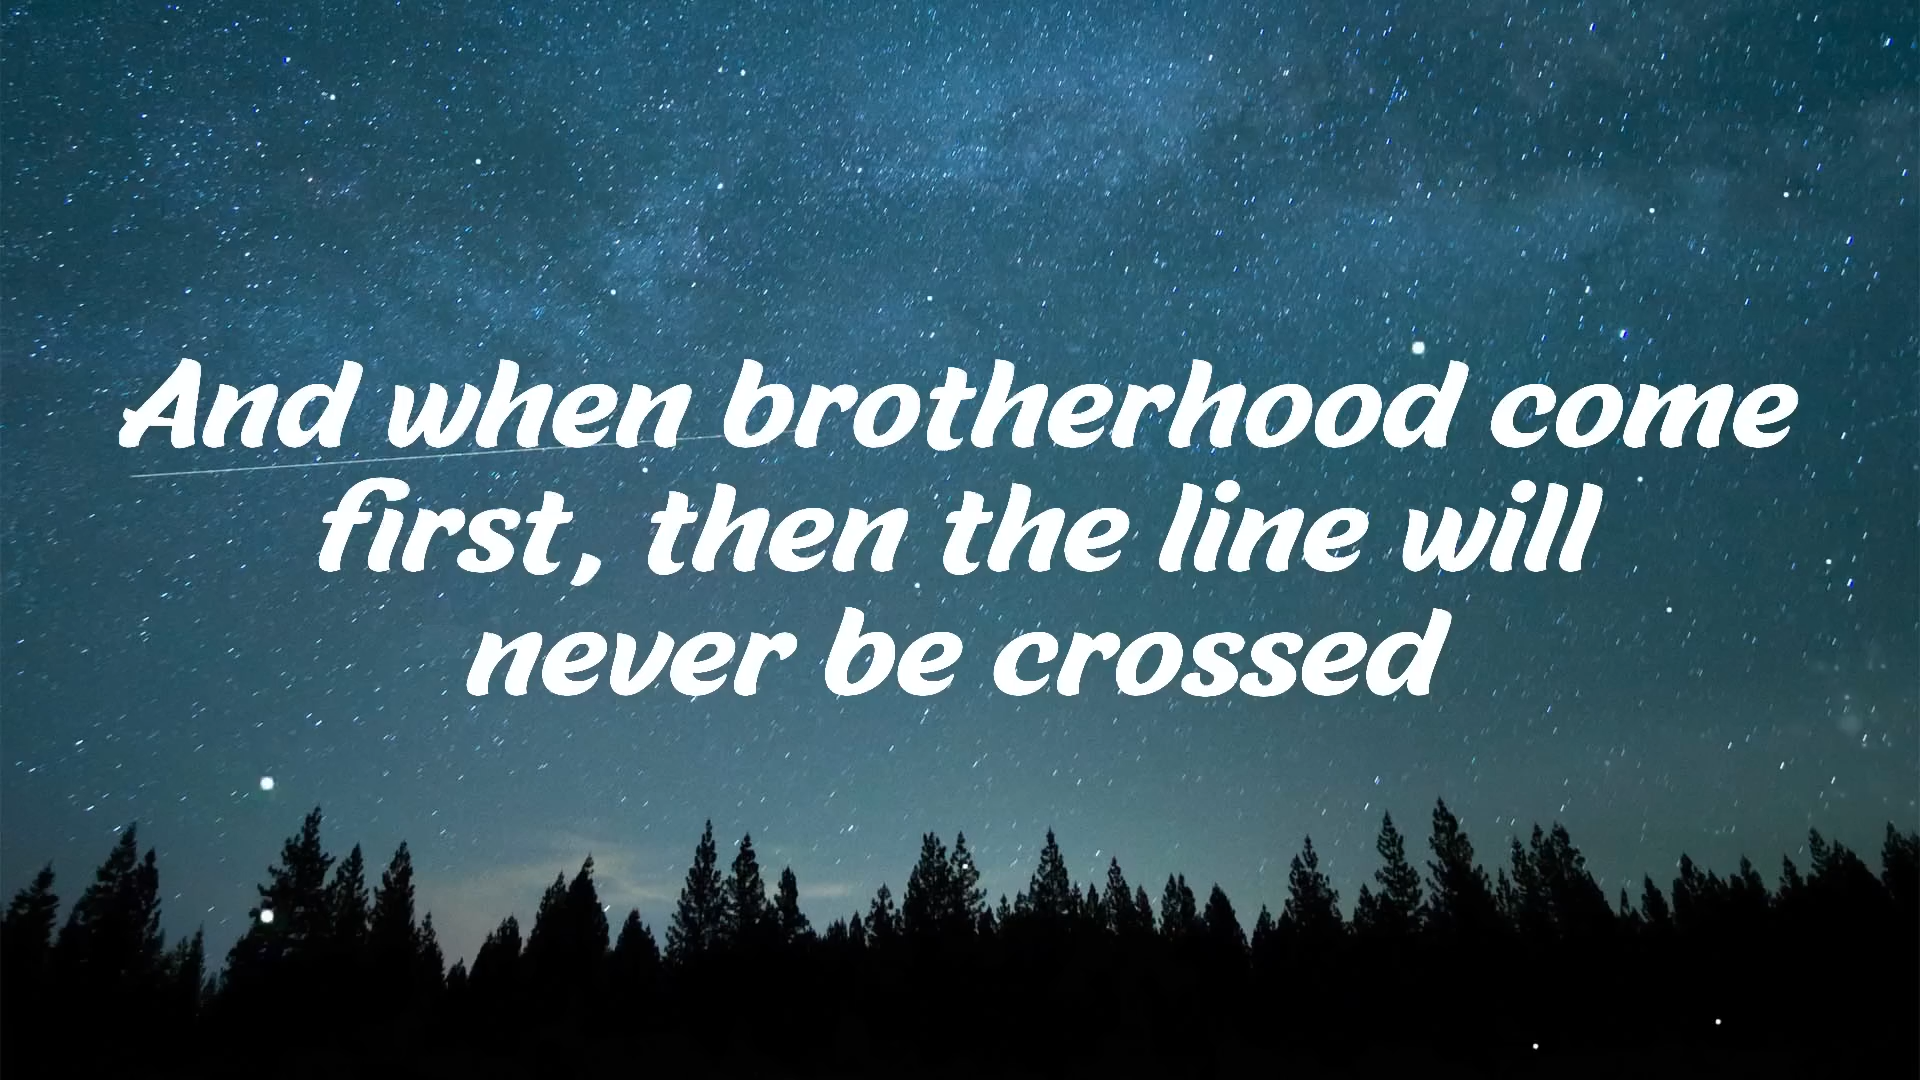 And when brotherhood come
first, then the line will
never be crossed